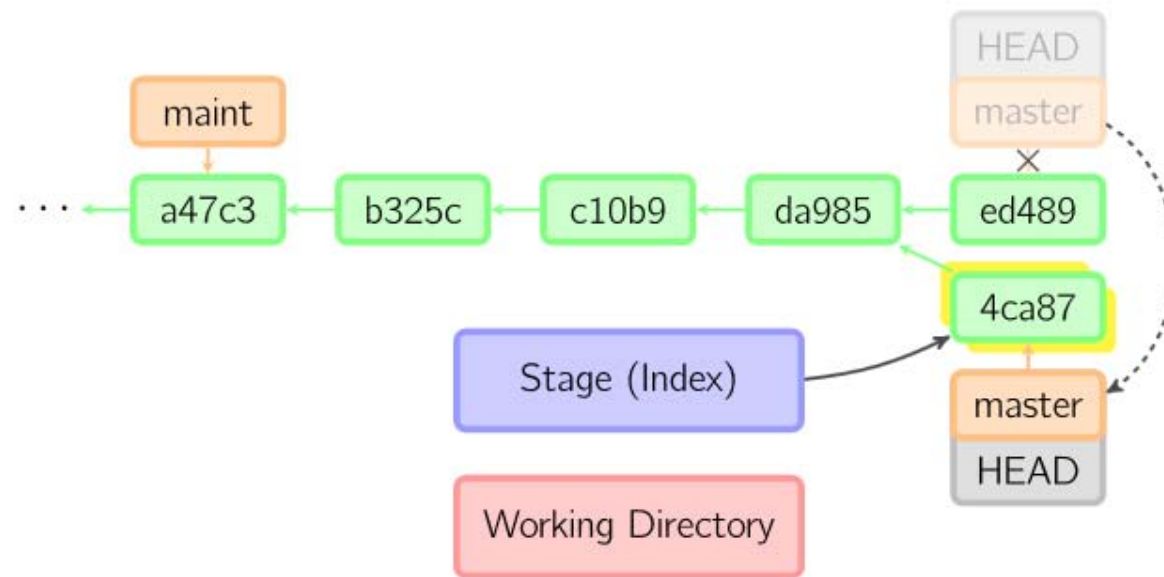 HEAD
master
maint
... a47c3 b325c c10b9 da985 ed489
4ca87
Stage (Index)
master
HEAD
Working Directory